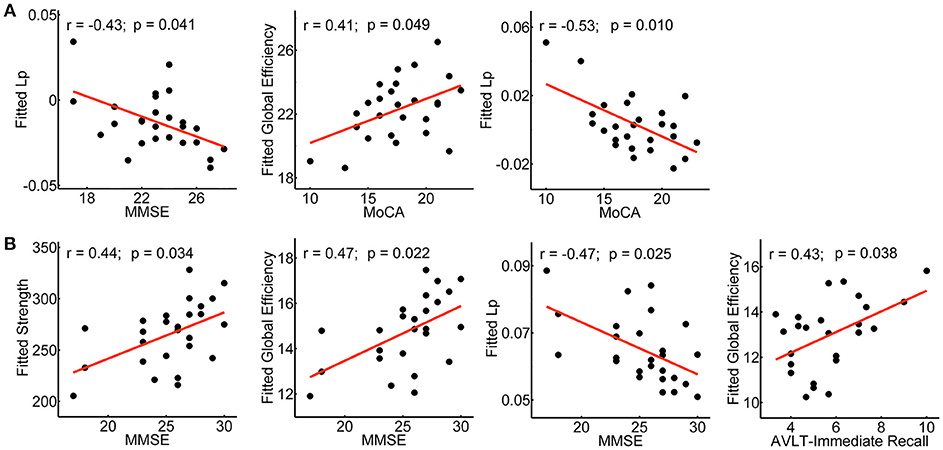 A
r = -0.43; p = 0.041
Fitted Lp
0.05
0
-0.05
18
22
26
MMSE
r = 0.41; p = 0.049
Fitted Global Efficiency
26
22
18
10
15
20
MoCA
r = -0.53; p = 0.010
Fitted Lp
0.06
0.02
-0.02
10
15
20
MoCA
B
r = 0.44; p = 0.034
Fitted Strength
350
300
250
200
20
25
30
MMSE
r = 0.47; p = 0.022
Fitted Global Efficiency
18
16
14
12
20
25
30
MMSE
r = -0.47; p = 0.025
Fitted Lp
0.09
0.07
0.05
20
25
30
MMSE
r = 0.43; p = 0.038
Fitted Global Efficiency
16
14
12
10
4
6
8
10
AVLT-Immediate Recall